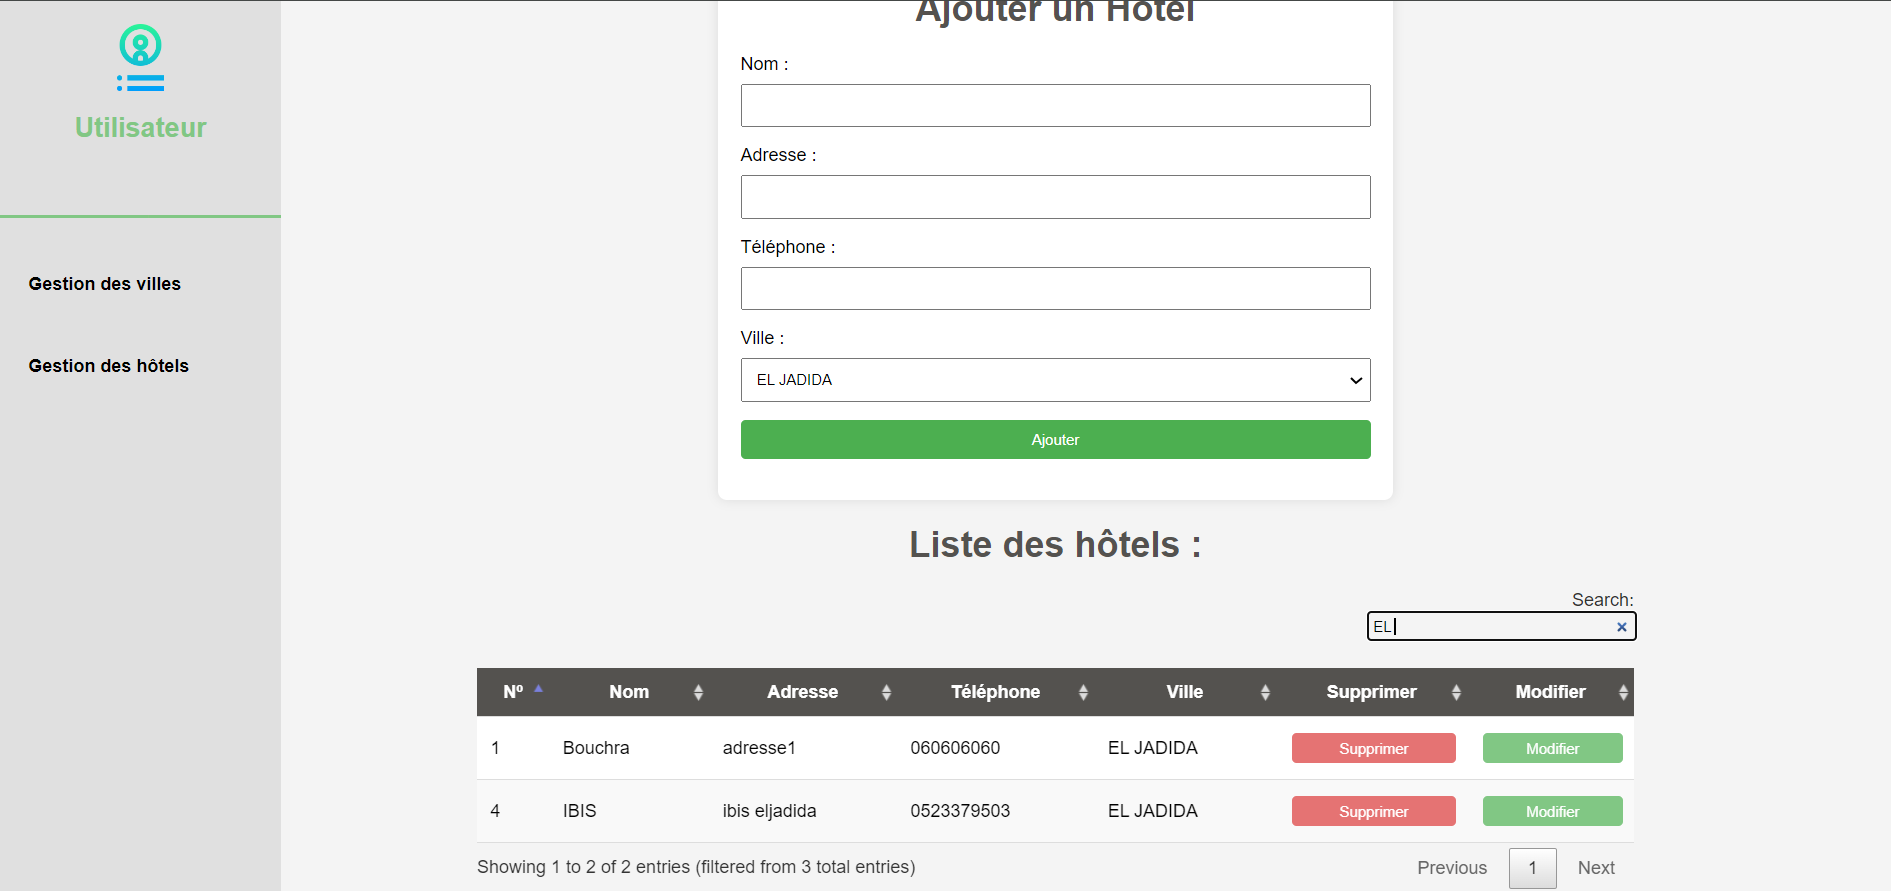 Utilisateur
Gestion des villes
Gestion des hôtels
Ajouter un Hôtel
Nom :
Adresse :
Téléphone :
Ville :
EL JADIDA
Ajouter
Liste des hôtels :
Search:
EL
Nº Nom Adresse Téléphone Ville Supprimer Modifier
1 Bouchra adresse1 060606060 EL JADIDA Supprimer Modifier
4 IBIS ibis eljadida 0523379503 EL JADIDA Supprimer Modifier
Showing 1 to 2 of 2 entries (filtered from 3 total entries) Previous 1 Next